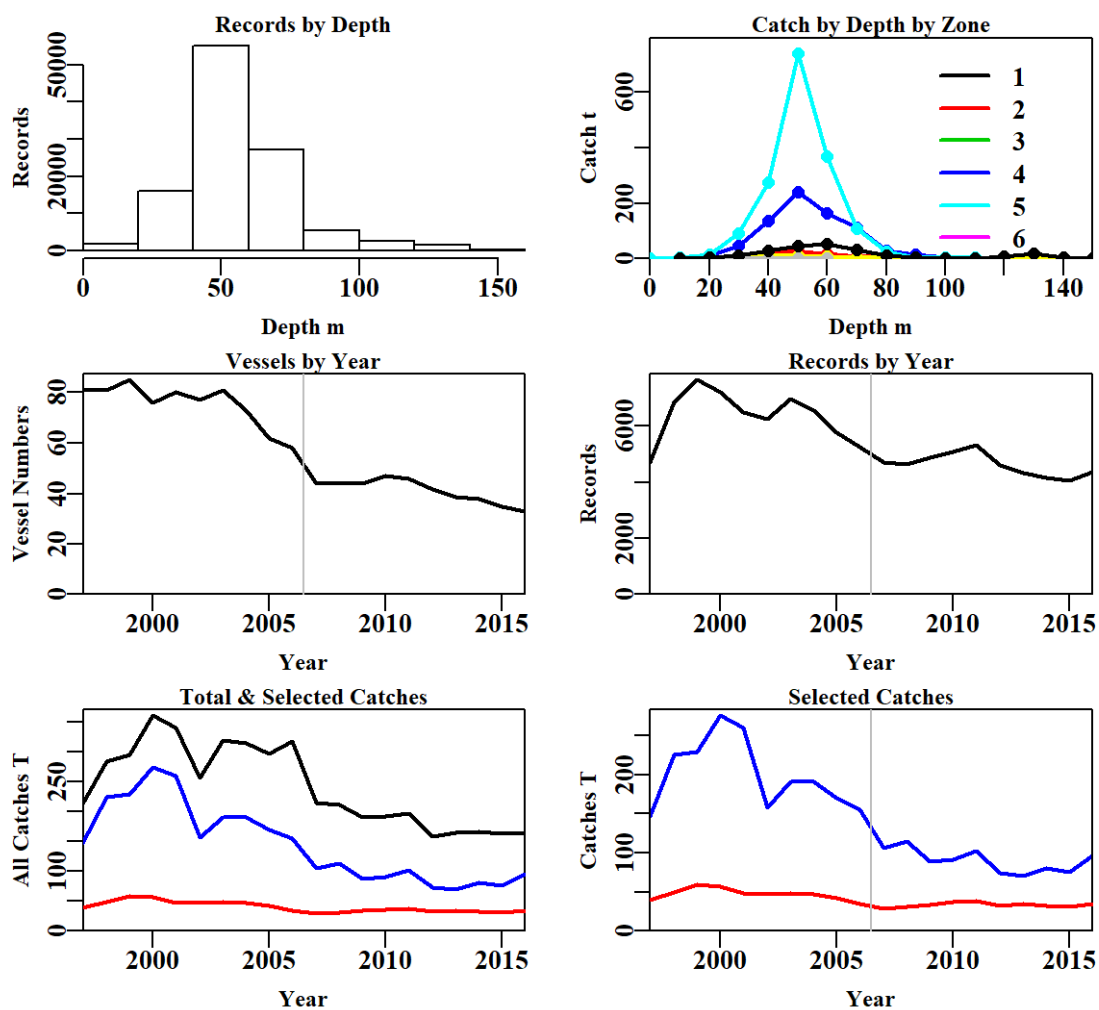 Records by Depth
Records
0 20000 50000
0 50 100 150
Depth m
Catch by Depth by Zone
Catch t
0 200 600
1
2
3
4
5
6
0 20 40 60 80 100 140
Depth m
Vessels by Year
Vessel Numbers
0 20 40 60 80
2000 2005 2010 2015
Year
Records by Year
Records
0 2000 6000
2000 2005 2010 2015
Year
Total & Selected Catches
All Catches T
0 100 250
2000 2005 2010 2015
Year
Selected Catches
Catches T
0 100 200
2000 2005 2010 2015
Year